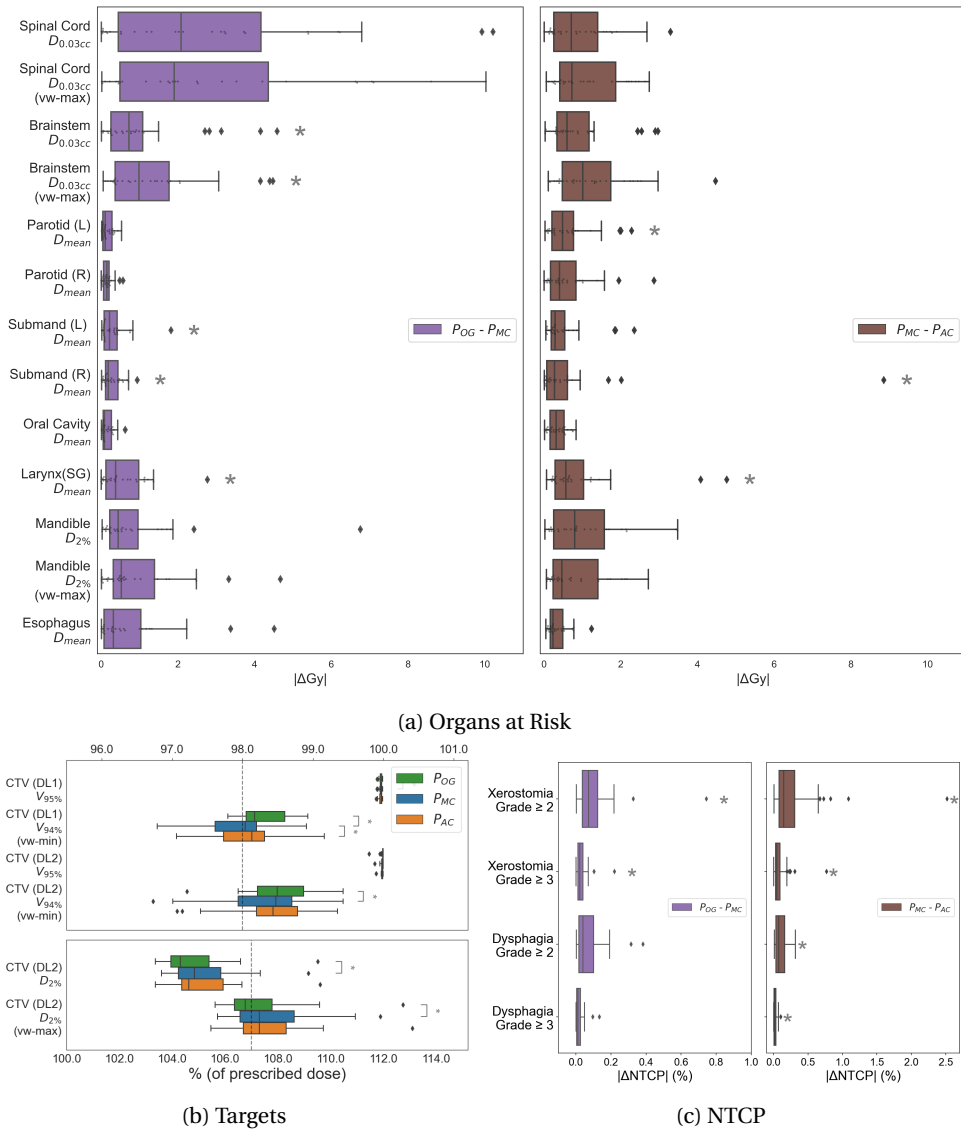 Spinal Cord
D0.03cc
Spinal Cord
D0.03cc
(vw-max)
Brainstem
D0.03cc
Brainstem
D0.03cc
(vw-max)
Parotid (L)
Dmean
Parotid (R)
Dmean
Submand (L)
Dmean
Submand (R)
Dmean
Oral Cavity
Dmean
Larynx(SG)
Dmean
Mandible
D2%
Mandible
D2%
(vw-max)
Esophagus
Dmean
POG - PMC
*
*
*
*
*
0 2 4 6 8 10
|ΔGy|
PMC - PAC
*
*
*
0 2 4 6 8 10
|ΔGy|
(a) Organs at Risk
96.0 97.0 98.0 99.0 100.0 101.0
CTV (DL1)
V95%
CTV (DL1)
V94%
(vw-min)
CTV (DL2)
V95%
CTV (DL2)
V94%
(vw-min)
POG
PMC
PAC
*
*
*
CTV (DL2)
D2%
CTV (DL2)
D2%
(vw-max)
*
*
100.0 102.0 104.0 106.0 108.0 110.0 112.0 114.0
% (of prescribed dose)
(b) Targets
Xerostomia
Grade ≥ 2
Xerostomia
Grade ≥ 3
Dysphagia
Grade ≥ 2
Dysphagia
Grade ≥ 3
POG - PMC
*
*
0.0 0.2 0.4 0.6 0.8 1.0
|ΔNTCP| (%)
PMC - PAC
*
*
*
*
0.0 0.5 1.0 1.5 2.0 2.5
|ΔNTCP| (%)
(c) NTCP